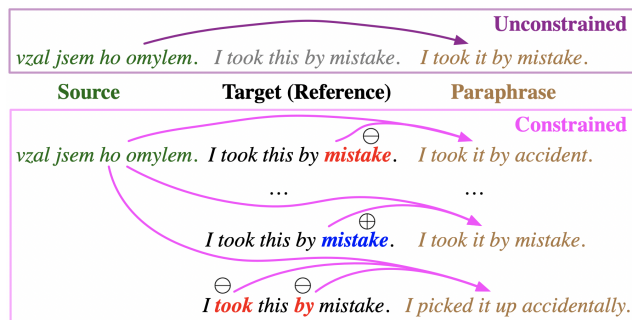 Unconstrained
vzal jsem ho omylem. I took this by mistake. I took it by mistake.
Source Target (Reference) Paraphrase
Constrained
⊖
vzal jsem ho omylem. I took this by mistake. I took it by accident.
... ...
⊕
I took this by mistake. I took it by mistake.
⊖ ⊖
I took this by mistake. I picked it up accidentally.